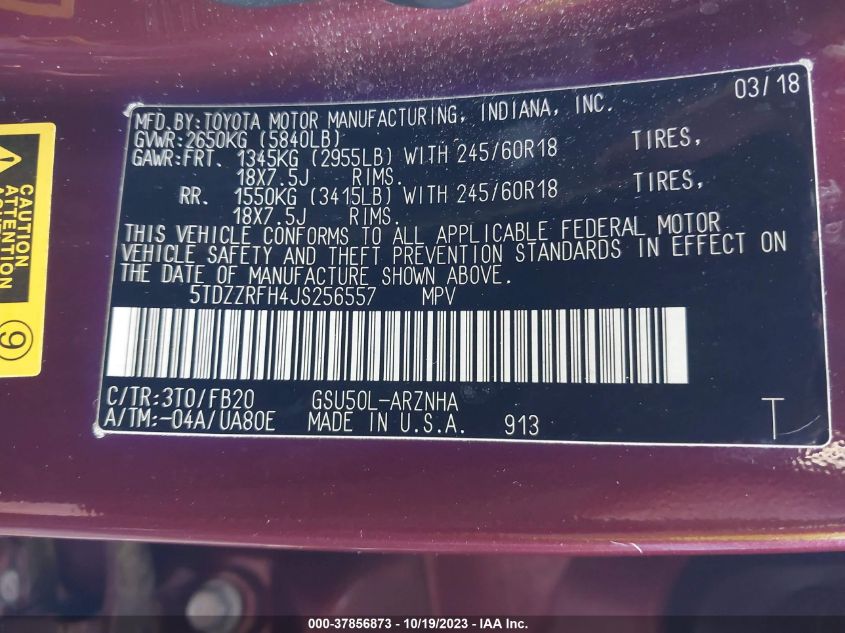 03/18
MFD.BY:TOYOTA MOTOR MANUFACTURING, INDIANA, INC.
GVWR:2650KG (5840LB)
GAWR:FRT. 1345KG (2955LB) WITH 245/60R18 TIRES,
18X7.5J RIMS.
RR. 1550KG (3415LB) WITH 245/60R18 TIRES,
18X7.5J RIMS.
THIS VEHICLE CONFORMS TO ALL APPLICABLE FEDERAL MOTOR
VEHICLE SAFETY AND THEFT PREVENTION STANDARDS IN EFFECT ON
THE DATE OF MANUFACTURE SHOWN ABOVE.
5TDZZRFH4JS256557 MPV
C/TR:3T0/FB20 GSU50L-ARZNHA
A/TM:-04A/UA80E MADE IN U.S.A. 913 T
CAUTION
ATTENTION
9
000-37856873 - 10/19/2023 - IAA Inc.